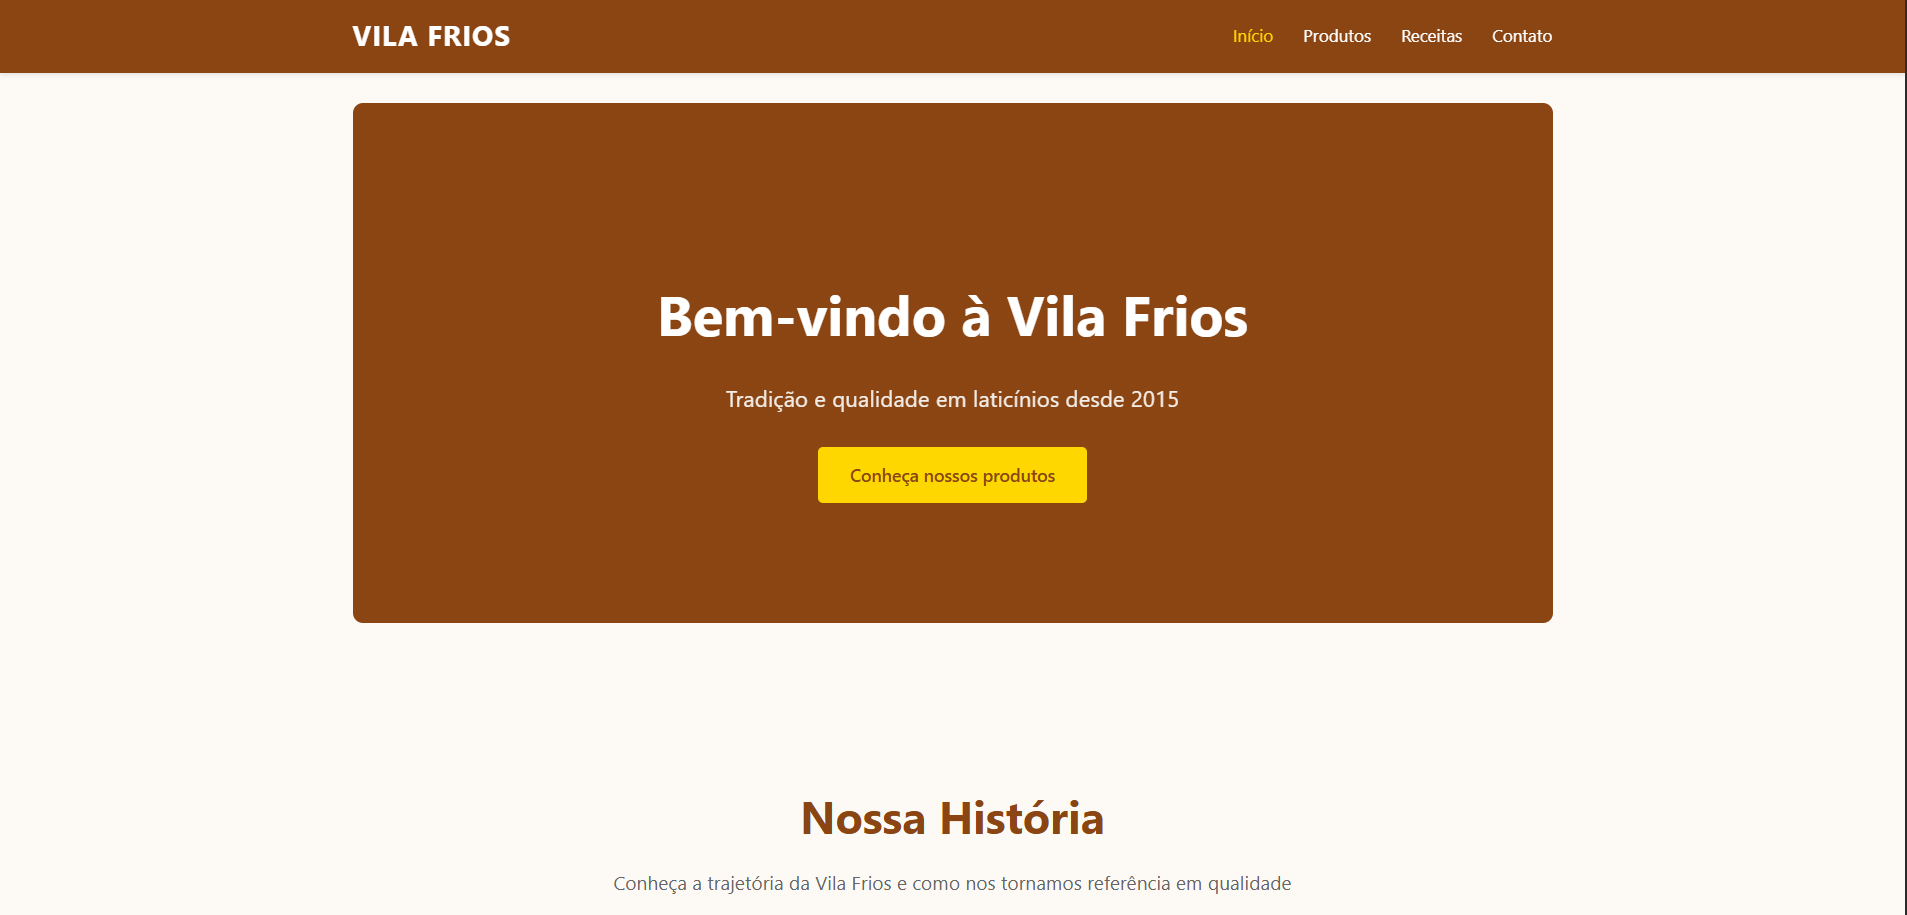 VILA FRIOS
Início Produtos Receitas Contato
Bem-vindo à Vila Frios
Tradição e qualidade em laticínios desde 2015
Conheça nossos produtos
Nossa História
Conheça a trajetória da Vila Frios e como nos tornamos referência em qualidade